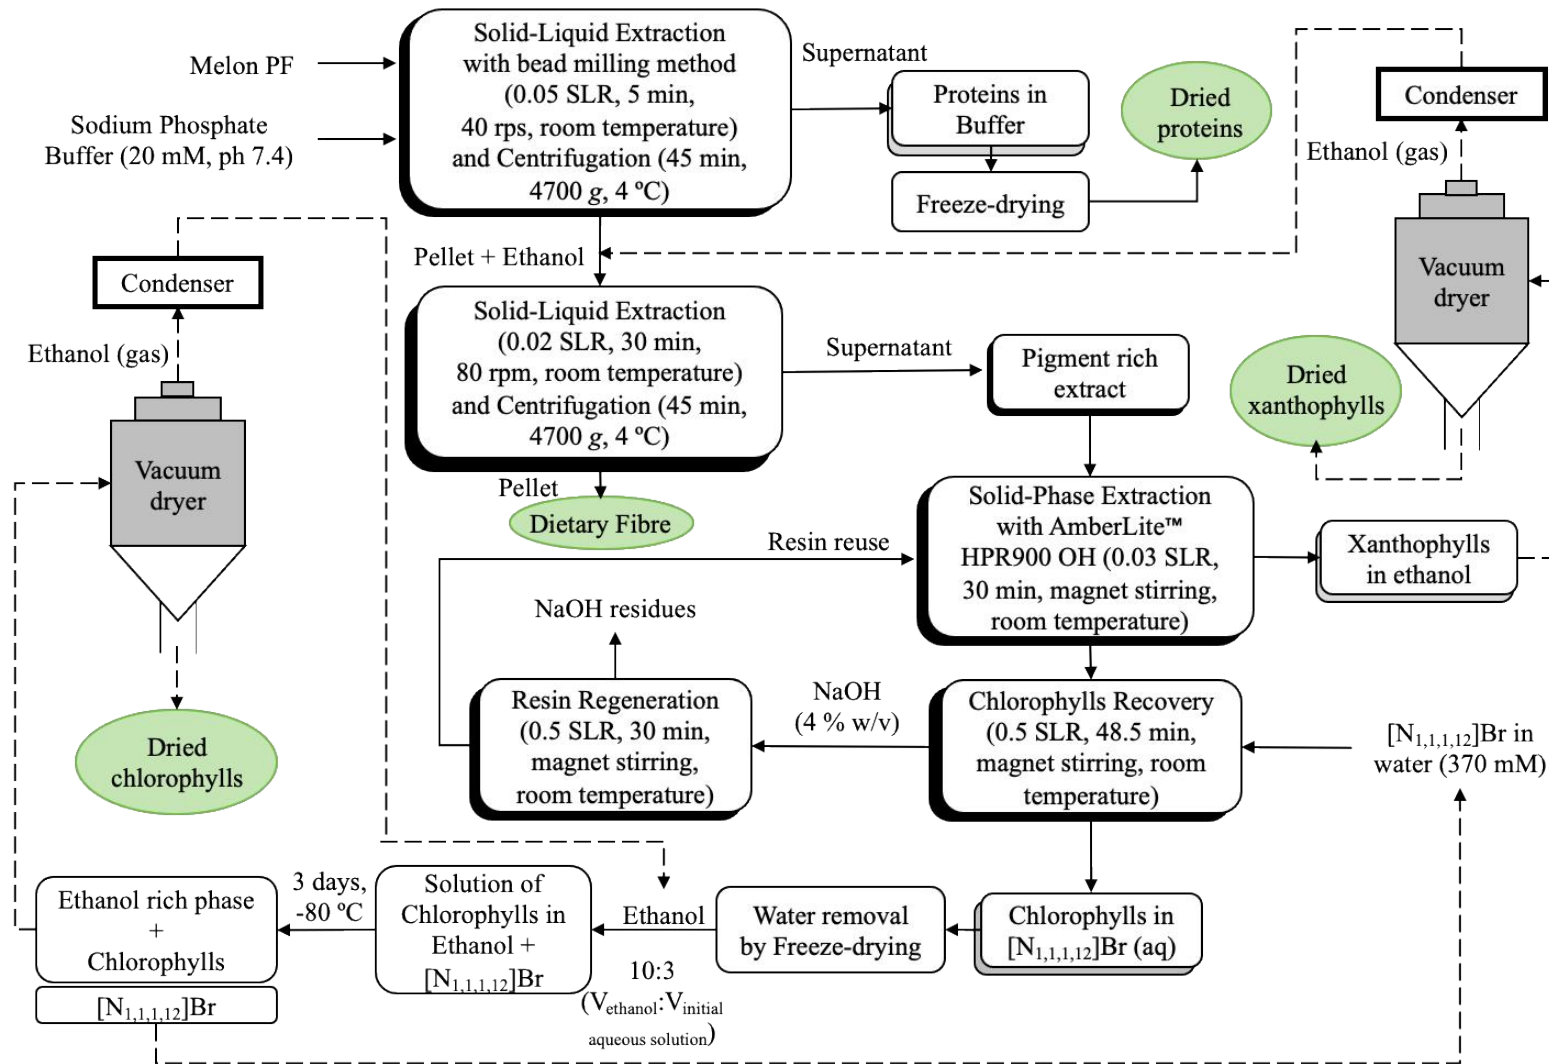 Melon PF
Sodium Phosphate
Buffer (20 mM, ph 7.4)
Solid-Liquid Extraction
with bead milling method
(0.05 SLR, 5 min,
40 rps, room temperature)
and Centrifugation (45 min,
4700 g, 4 ºC)
Supernatant
Proteins in
Buffer
Freeze-drying
Dried
proteins
Condenser
Ethanol (gas)
Vacuum
dryer
Dried
xanthophylls
Pellet + Ethanol
Solid-Liquid Extraction
(0.02 SLR, 30 min,
80 rpm, room temperature)
and Centrifugation (45 min,
4700 g, 4 ºC)
Supernatant
Pigment rich
extract
Pellet
Dietary Fibre
Condenser
Ethanol (gas)
Vacuum
dryer
Dried
chlorophylls
Resin reuse
Solid-Phase Extraction
with AmberLite™
HPR900 OH (0.03 SLR,
30 min, magnet stirring,
room temperature)
Xanthophylls
in ethanol
NaOH residues
Resin Regeneration
(0.5 SLR, 30 min,
magnet stirring,
room temperature)
NaOH
(4 % w/v)
Chlorophylls Recovery
(0.5 SLR, 48.5 min,
magnet stirring, room
temperature)
[N1,1,1,12]Br in
water (370 mM)
Ethanol rich phase
+
Chlorophylls
[N1,1,1,12]Br
3 days,
-80 ºC
Solution of
Chlorophylls in
Ethanol +
[N1,1,1,12]Br
Ethanol
10:3
(Vethanol:Vinitial
aqueous solution)
Water removal
by Freeze-drying
Chlorophylls in
[N1,1,1,12]Br (aq)